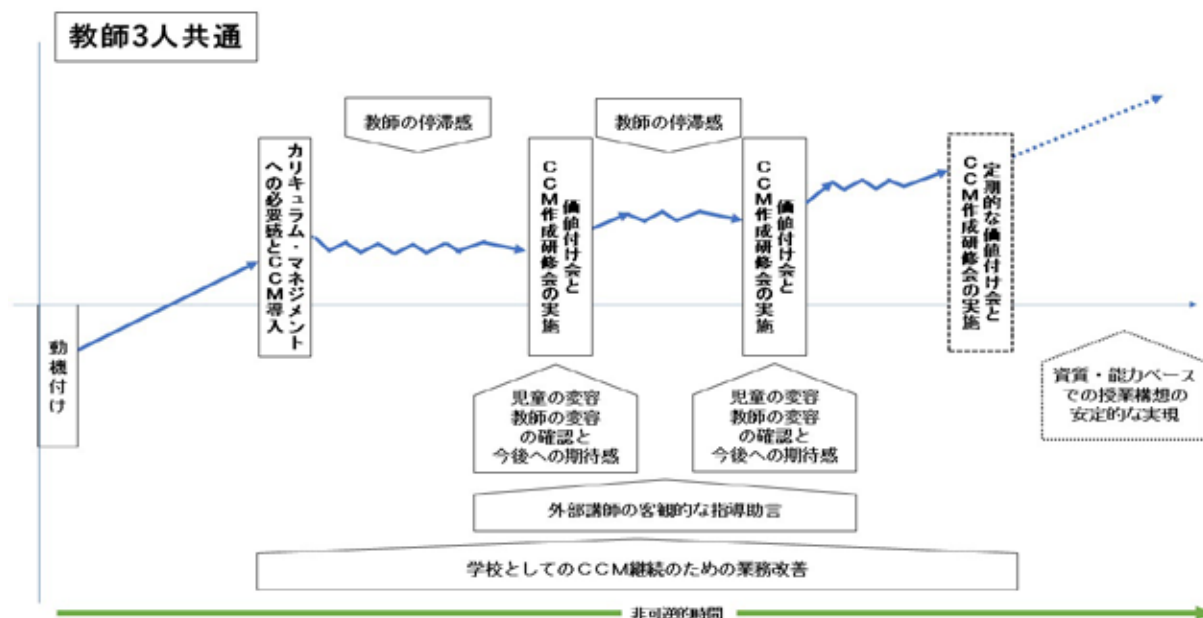 教師3人共通
教師の停滞感
教師の停滞感
カリキュラム・マネジメント
への必要感とCCM導入
価値付け会と
CCM作成研修会の実施
価値付け会と
CCM作成研修会の実施
定期的な価値付け会と
CCM作成研修会の実施
動機付け
児童の変容
教師の変容
の確認と
今後への期待感
児童の変容
教師の変容
の確認と
今後への期待感
資質・能力ベース
での授業構想の
安定的な実現
外部講師の客観的な指導助言
学校としてのCCM継続のための業務改善
非可逆的時間